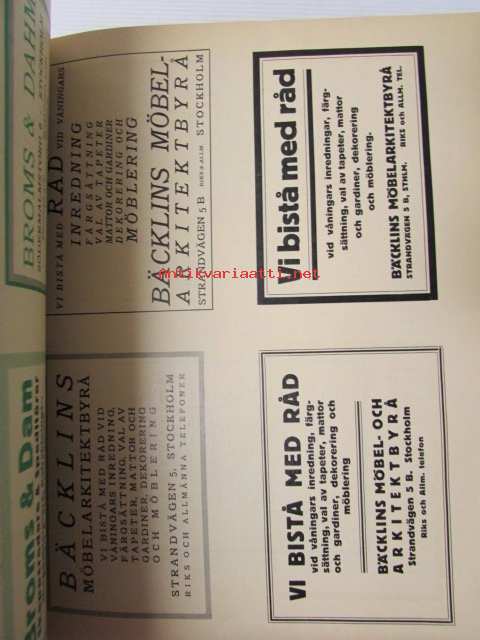 BROMS & DAHM
Broms & Dam
BÄCKLINS
MÖBELARKITEKTBYRÅ
VI BISTÅ MED RÅD VID
VÅNINGARS INREDNING,
FÄRGSÄTTNING, VAL AV
TAPETER, MATTOR OCH
GARDINER, DEKORERING
OCH MÖBLERING
STRANDVÄGEN 5, STOCKHOLM
RIKS OCH ALLMÄNNA TELEFONER
VI BISTÅ MED RÅD VID VÅNINGARS
INREDNING
FÄRGSÄTTNING
VAL AV TAPETER
MATTOR OCH GARDINER
DEKORERING OCH
MÖBLERING
BÄCKLINS MÖBEL-
ARKITEKTBYRÅ
STRANDVÄGEN 5 B RIKS & ALLM. STOCKHOLM
VI BISTÅ MED RÅD
vid våningars inredning, färg-
sättning, val av tapeter, mattor
och gardiner, dekorering och
möblering
BÄCKLINS MÖBEL- OCH
ARKITEKTBYRÅ
Strandvägen 5 B. Stockholm
Riks och Allm. telefon
Vi bistå med råd
vid våningars inredningar, färg-
sättning, val av tapeter, mattor
och gardiner, dekorering
och möblering.
BÄCKLINS MÖBELARKITEKTBYRÅ
STRANDVÄGEN 5 B, STHLM. RIKS och ALLM. TEL.
Antikvariaatti.net